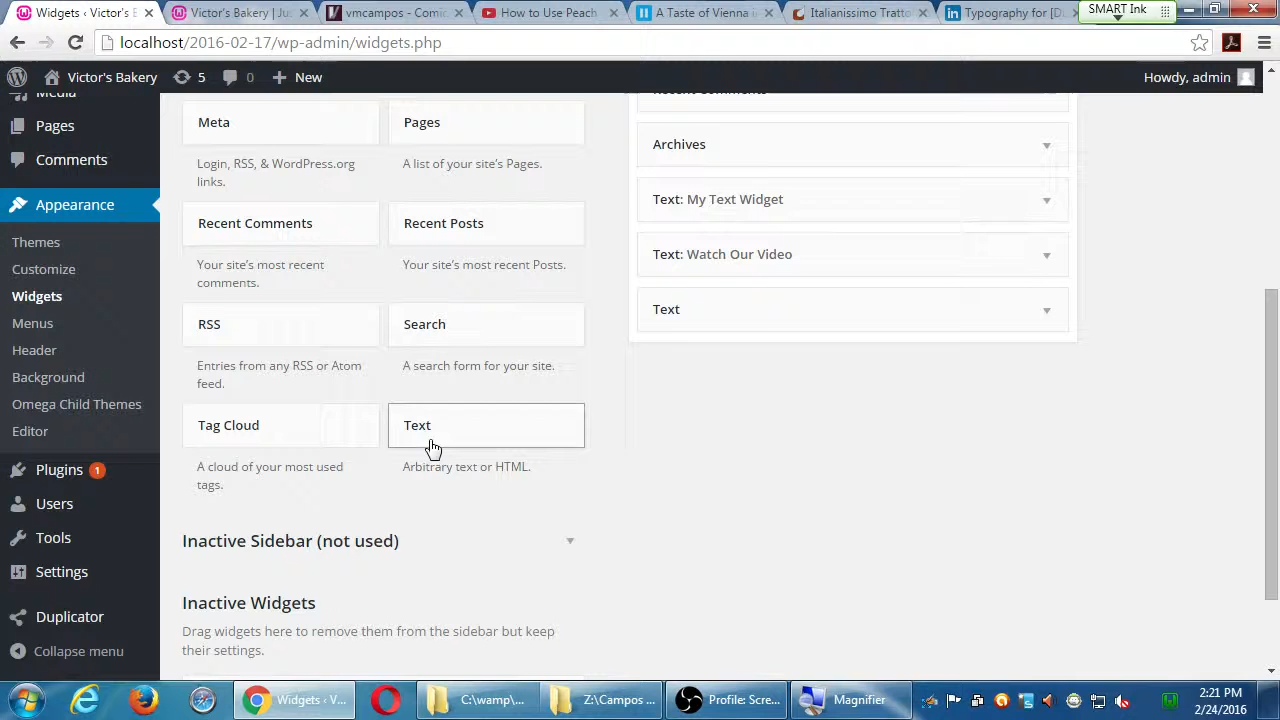 Widgets ‹ Victor's B
Victor's Bakery | Jus
vmcampos - Comic
How to Use Peach
A Taste of Vienna i
Italianissimo Tratto
Typography for [D
SMART Ink
localhost/2016-02-17/wp-admin/widgets.php
Victor's Bakery
5
0
New
Howdy, admin
Media
Pages
Comments
Appearance
Themes
Customize
Widgets
Menus
Header
Background
Omega Child Themes
Editor
Plugins 1
Users
Tools
Settings
Duplicator
Collapse menu
Meta
Login, RSS, & WordPress.org
links.
Pages
A list of your site's Pages.
Recent Comments
Your site's most recent
comments.
Recent Posts
Your site's most recent Posts.
RSS
Entries from any RSS or Atom
feed.
Search
A search form for your site.
Tag Cloud
A cloud of your most used
tags.
Text
Arbitrary text or HTML.
Inactive Sidebar (not used)
Inactive Widgets
Drag widgets here to remove them from the sidebar but keep
their settings.
Recent Comments
Archives
Text: My Text Widget
Text: Watch Our Video
Text
Widgets ‹ V...
C:\wamp\...
Z:\Campos ...
Profile: Scre...
Magnifier
2:21 PM
2/24/2016